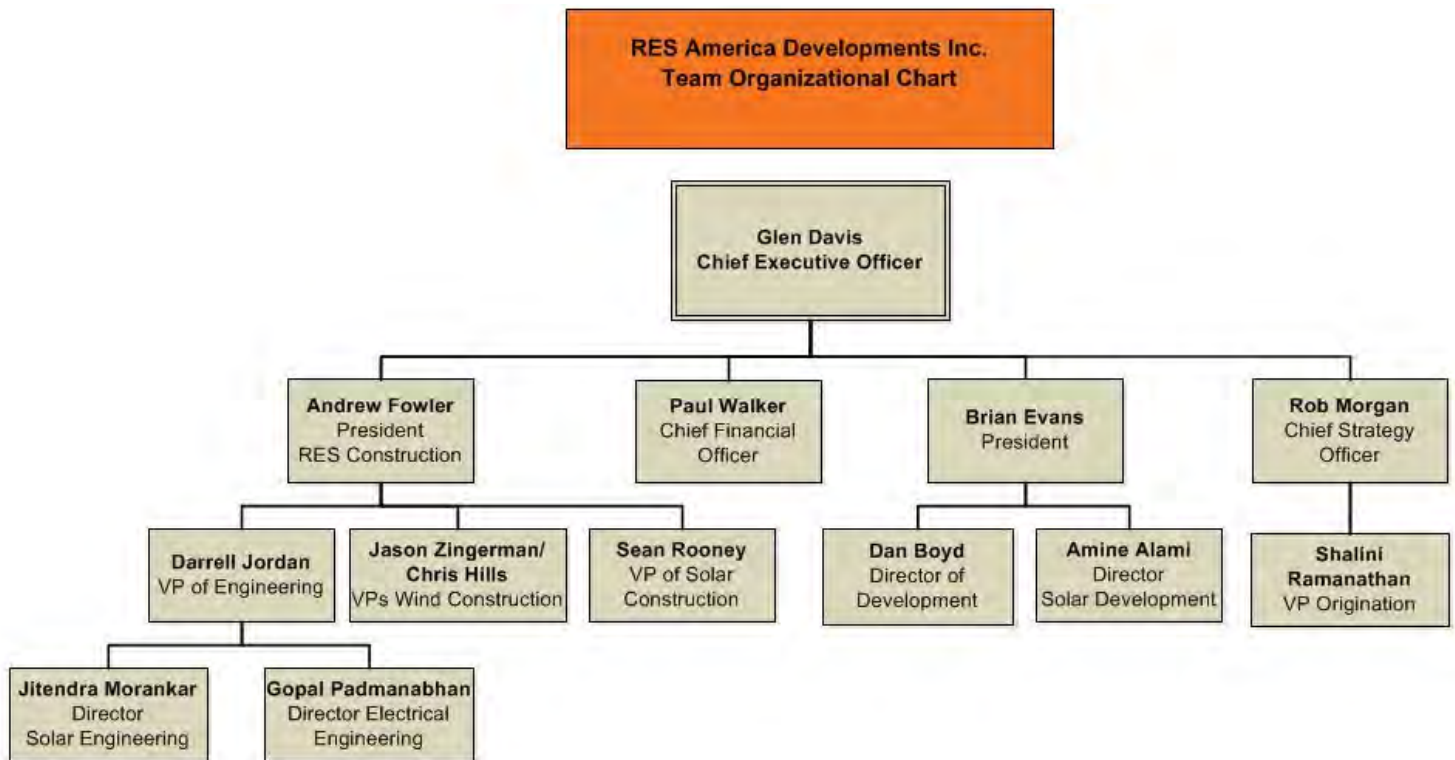 RES America Developments Inc.
Team Organizational Chart
Glen Davis
Chief Executive Officer
Andrew Fowler
President
RES Construction
Paul Walker
Chief Financial
Officer
Brian Evans
President
Rob Morgan
Chief Strategy
Officer
Darrell Jordan
VP of Engineering
Jason Zingerman/
Chris Hills
VPs Wind Construction
Sean Rooney
VP of Solar
Construction
Dan Boyd
Director of
Development
Amine Alami
Director
Solar Development
Shalini
Ramanathan
VP Origination
Jitendra Morankar
Director
Solar Engineering
Gopal Padmanabhan
Director Electrical
Engineering